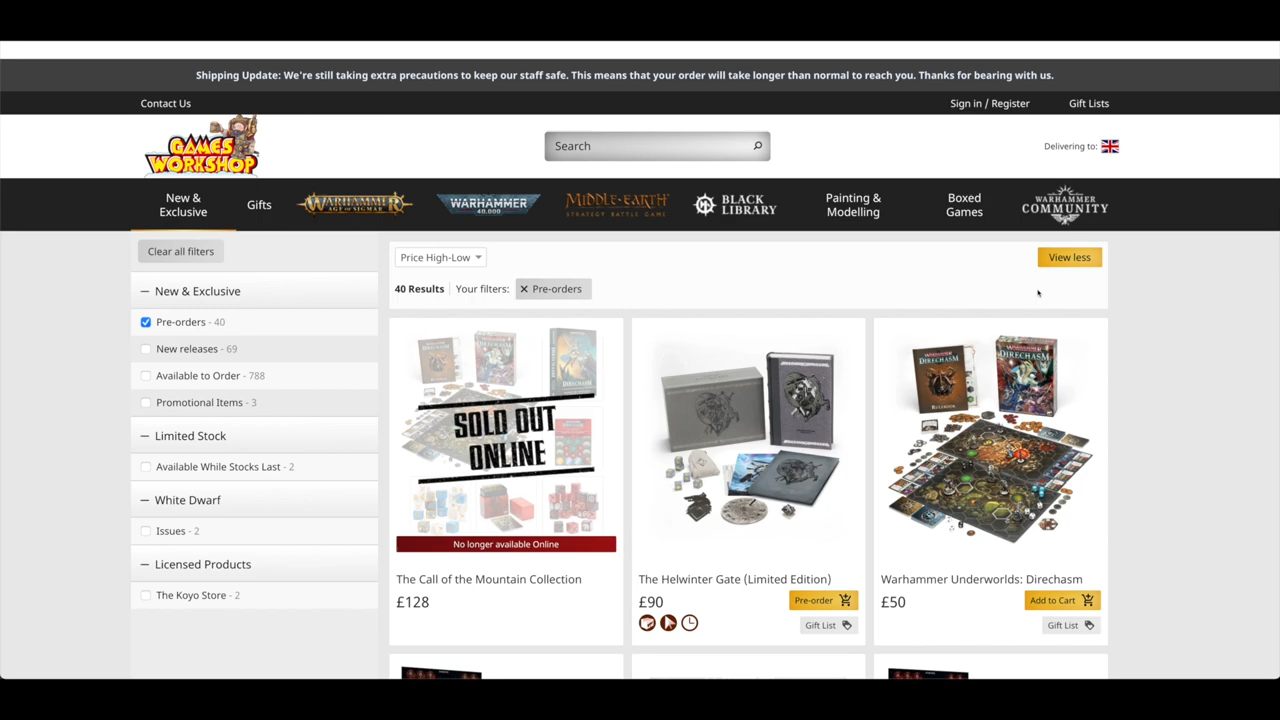 Shipping Update: We're still taking extra precautions to keep our staff safe. This means that your order will take longer than normal to reach you. Thanks for bearing with us.
Contact Us
Sign in / Register
Gift Lists
GAMES
WORKSHOP
Search
Delivering to:
New &
Exclusive
Gifts
WARHAMMER
AGE OF SIGMAR
WARHAMMER
40,000
MIDDLE-EARTH
STRATEGY BATTLE GAME
BLACK
LIBRARY
Painting &
Modelling
Boxed
Games
WARHAMMER
COMMUNITY
Clear all filters
Price High-Low
View less
40 Results
Your filters:
✕ Pre-orders
— New & Exclusive
Pre-orders - 40
New releases - 69
Available to Order - 788
Promotional Items - 3
— Limited Stock
Available While Stocks Last - 2
— White Dwarf
Issues - 2
— Licensed Products
The Koyo Store - 2
SOLD OUT
ONLINE
DIRECHASM
DIRECHASM
No longer available Online
The Call of the Mountain Collection
£128
The Helwinter Gate (Limited Edition)
£90
Pre-order
Gift List
Warhammer Underworlds: Direchasm
£50
Add to Cart
Gift List